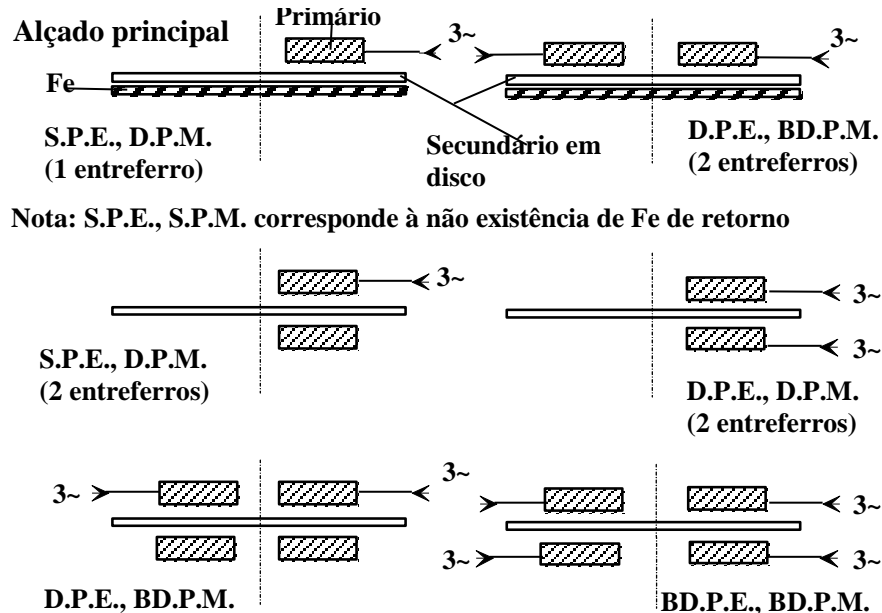 Alçado principal
Primário
3~
3~
Fe
S.P.E., D.P.M.
(1 entreferro)
Secundário em
disco
D.P.E., BD.P.M.
(2 entreferros)
Nota: S.P.E., S.P.M. corresponde à não existência de Fe de retorno
3~
3~
3~
S.P.E., D.P.M.
(2 entreferros)
D.P.E., D.P.M.
(2 entreferros)
3~
3~
3~
3~
3~
D.P.E., BD.P.M.
BD.P.E., BD.P.M.